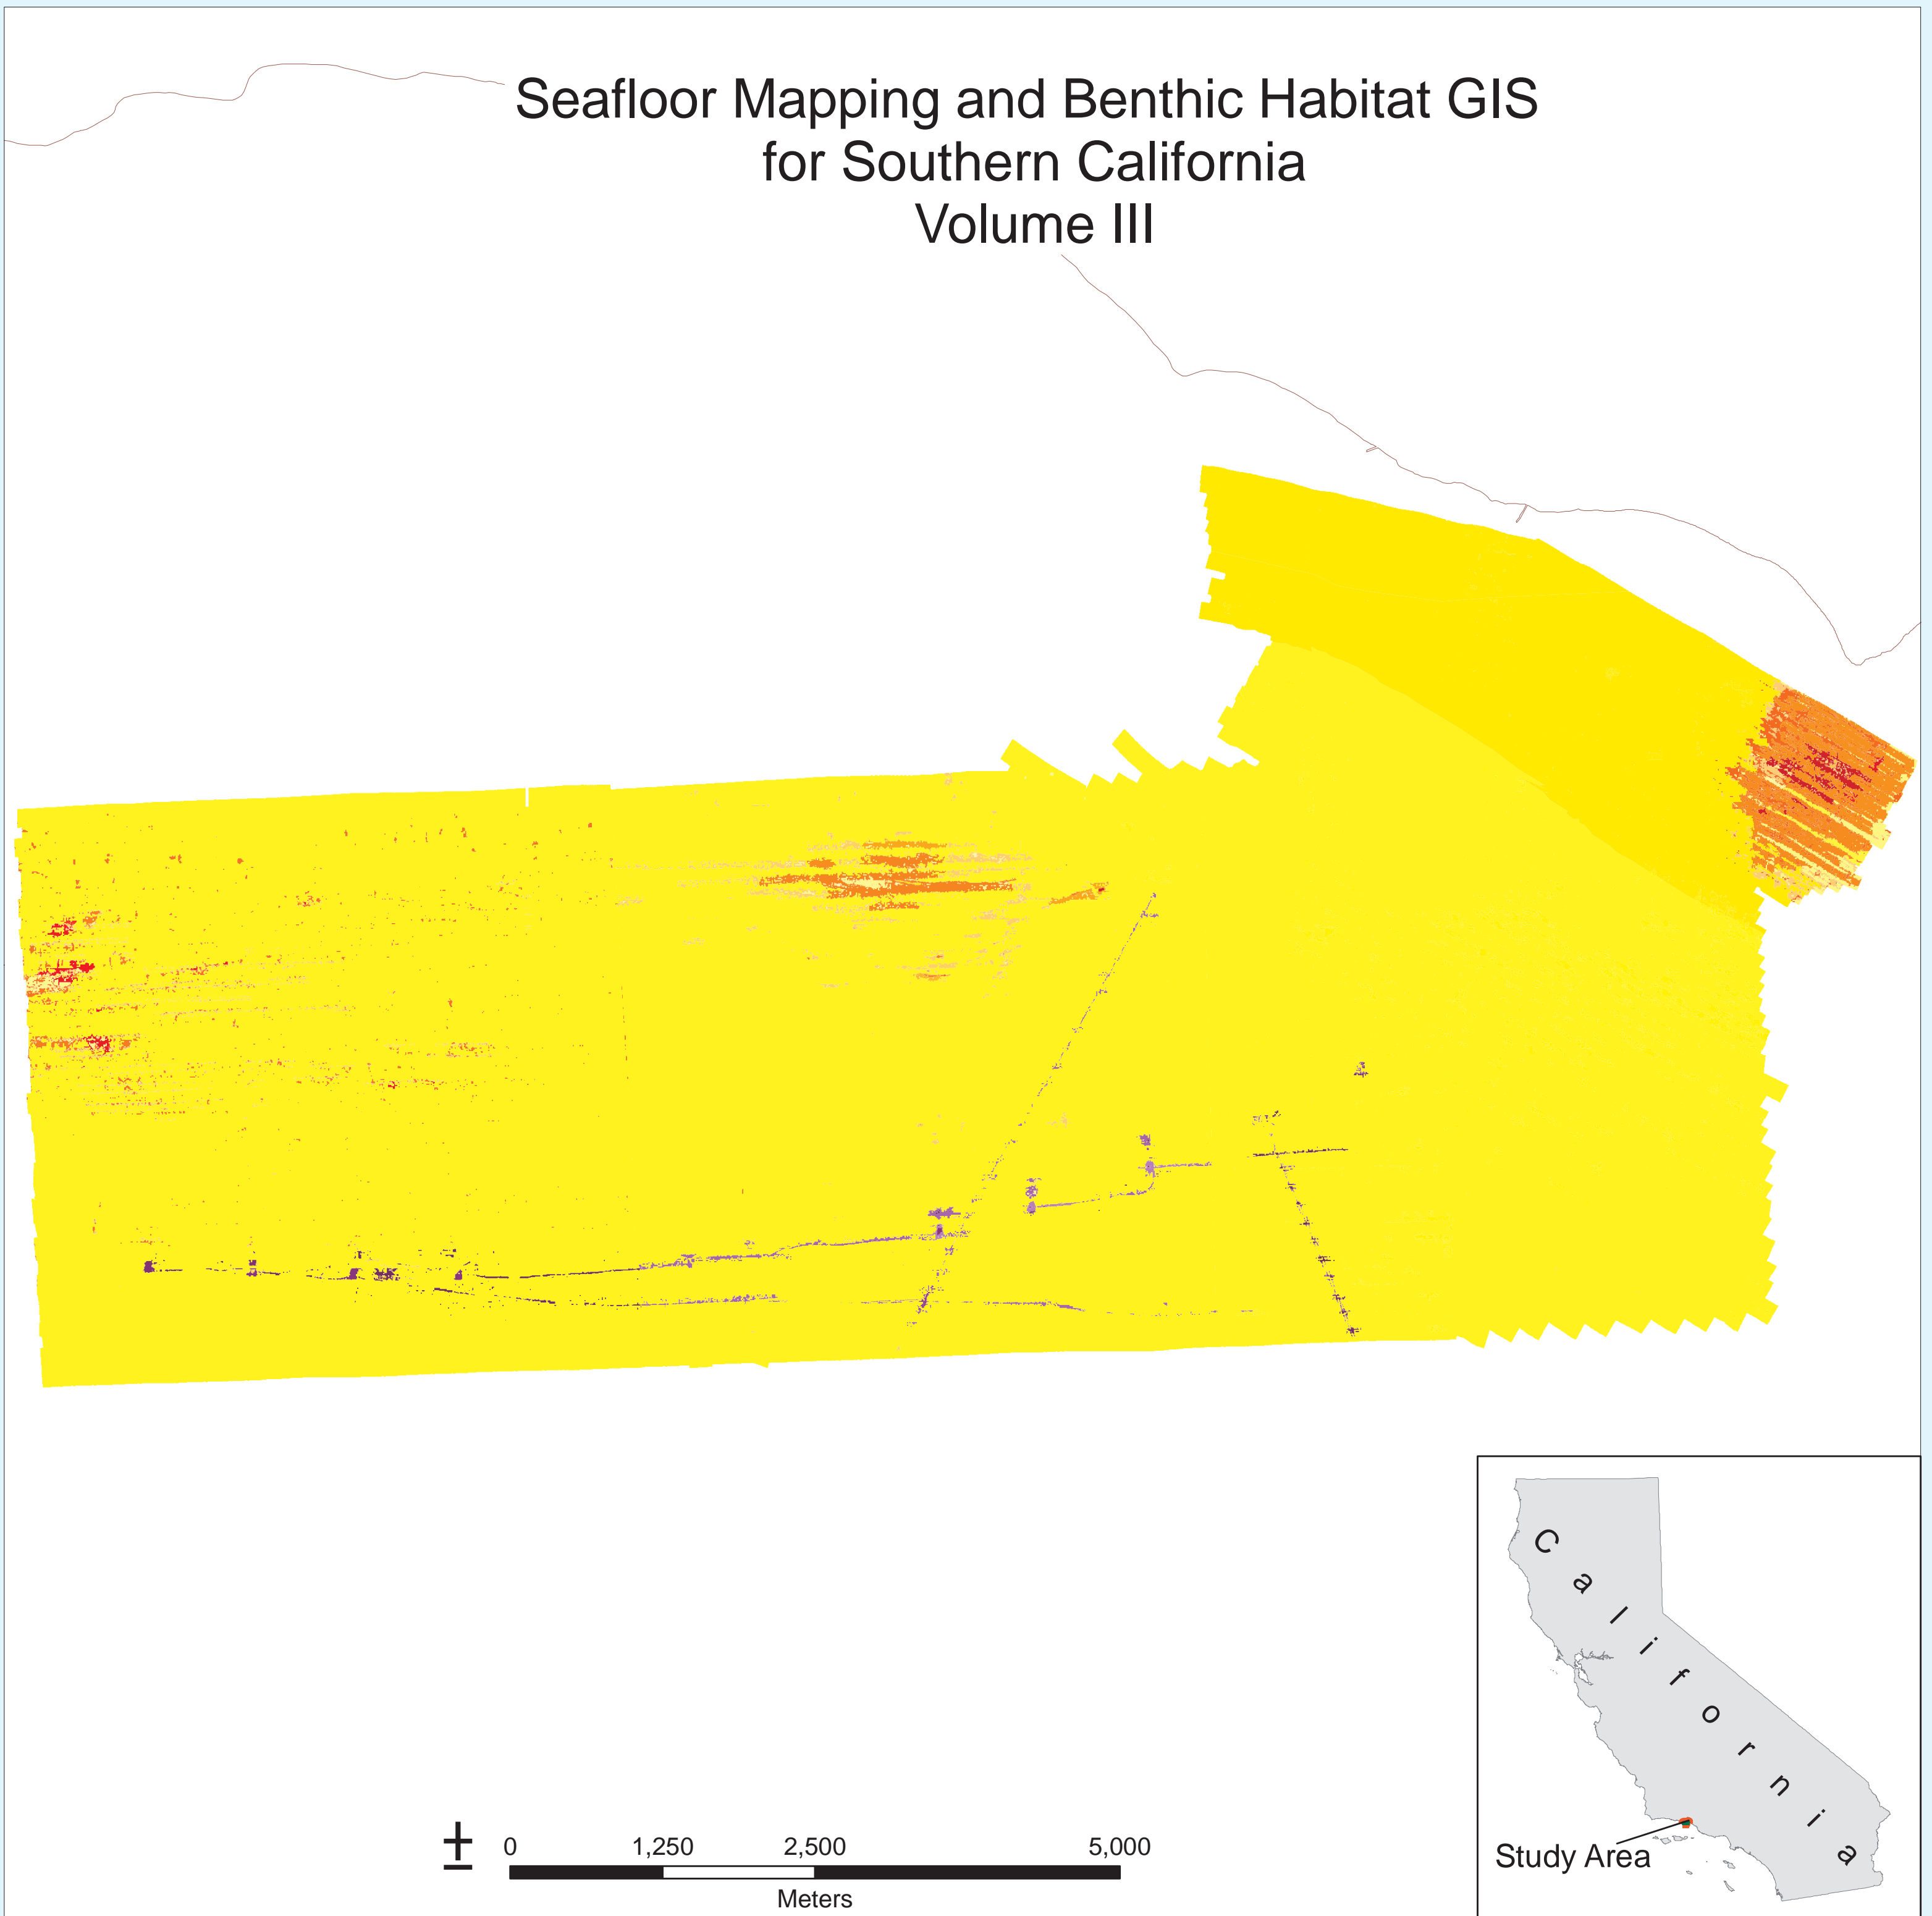 Seafloor Mapping and Benthic Habitat GIS
for Southern California
Volume III
California
Study Area
0 1,250 2,500 5,000
Meters